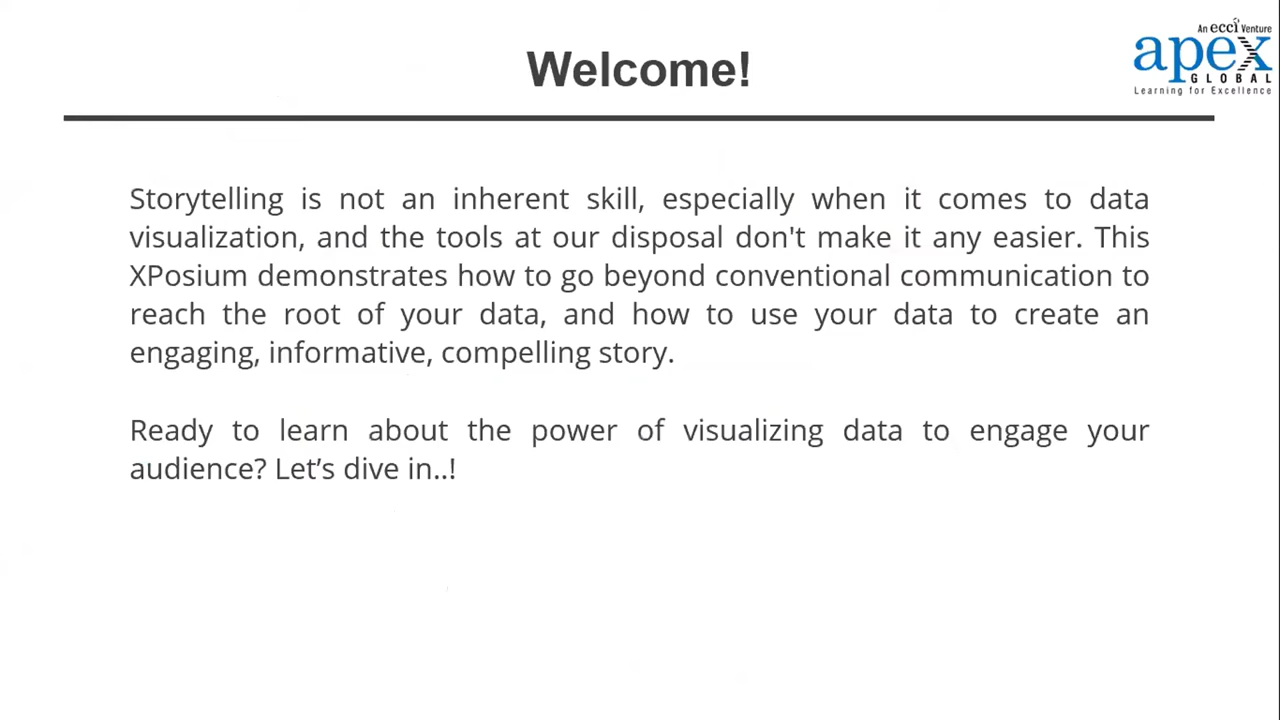 Welcome!
An ecci Venture
apex
GLOBAL
Learning for Excellence
Storytelling is not an inherent skill, especially when it comes to data
visualization, and the tools at our disposal don't make it any easier. This
XPosium demonstrates how to go beyond conventional communication to
reach the root of your data, and how to use your data to create an
engaging, informative, compelling story.
Ready to learn about the power of visualizing data to engage your
audience? Let’s dive in..!